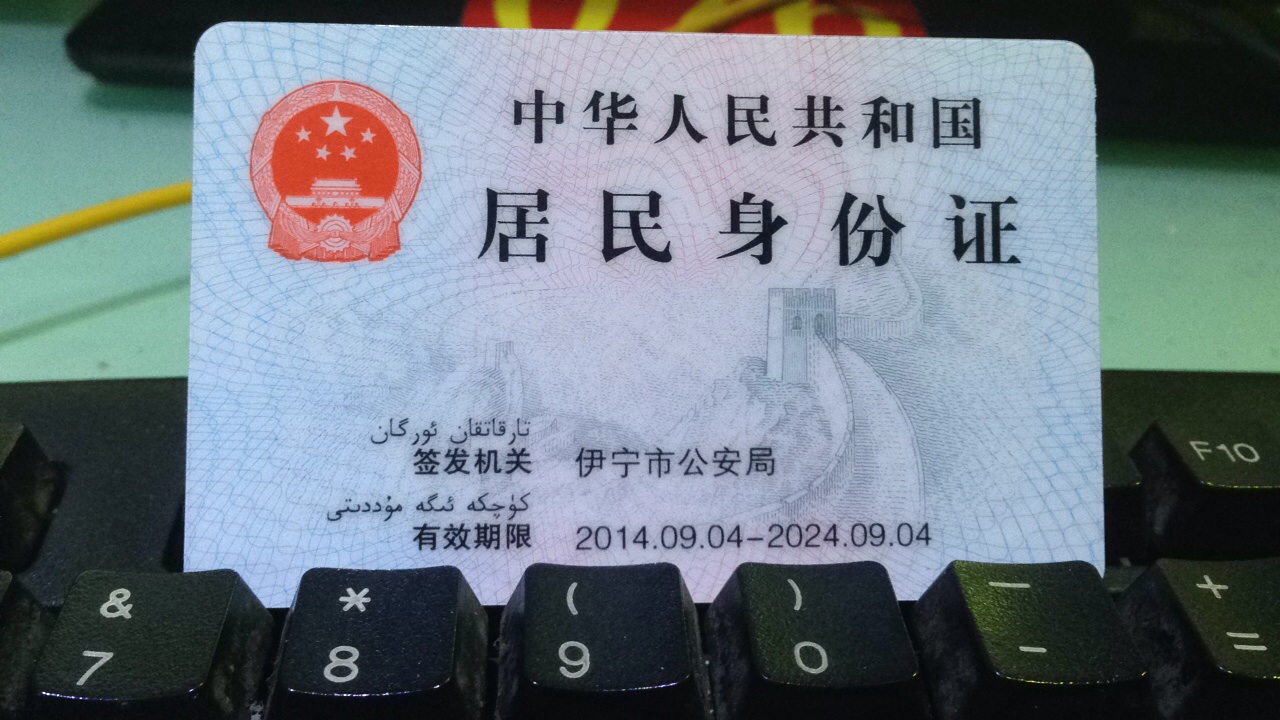 中华人民共和国
居民身份证
تارقاتقان ئورگان
签发机关 伊宁市公安局
كۈچكە ئىگە مۇددىتى
有效期限 2014.09.04-2024.09.04
F10
& * ( ) — +
7 8 9 0 - =